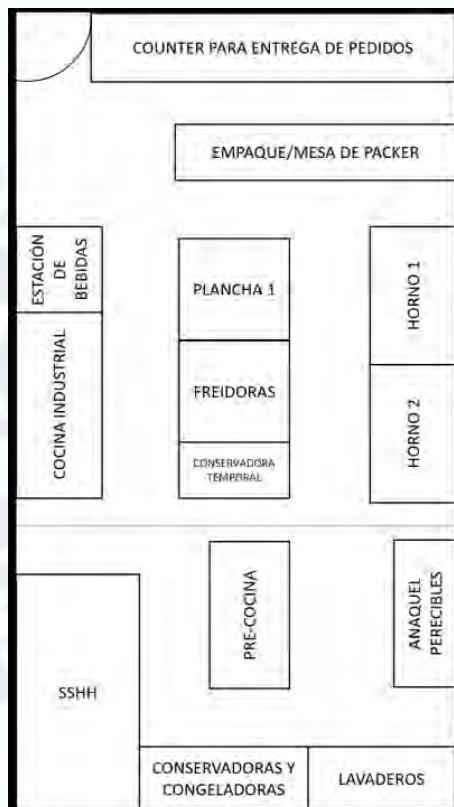 COUNTER PARA ENTREGA DE PEDIDOS
EMPAQUE/MESA DE PACKER
ESTACIÓN
DE
BEBIDAS
PLANCHA 1
HORNO 1
COCINA INDUSTRIAL
FREIDORAS
HORNO 2
CONSERVADORA
TEMPORAL
PRE-COCINA
ANAQUEL
PERECIBLES
SSHH
CONSERVADORAS Y
CONGELADORAS
LAVADEROS